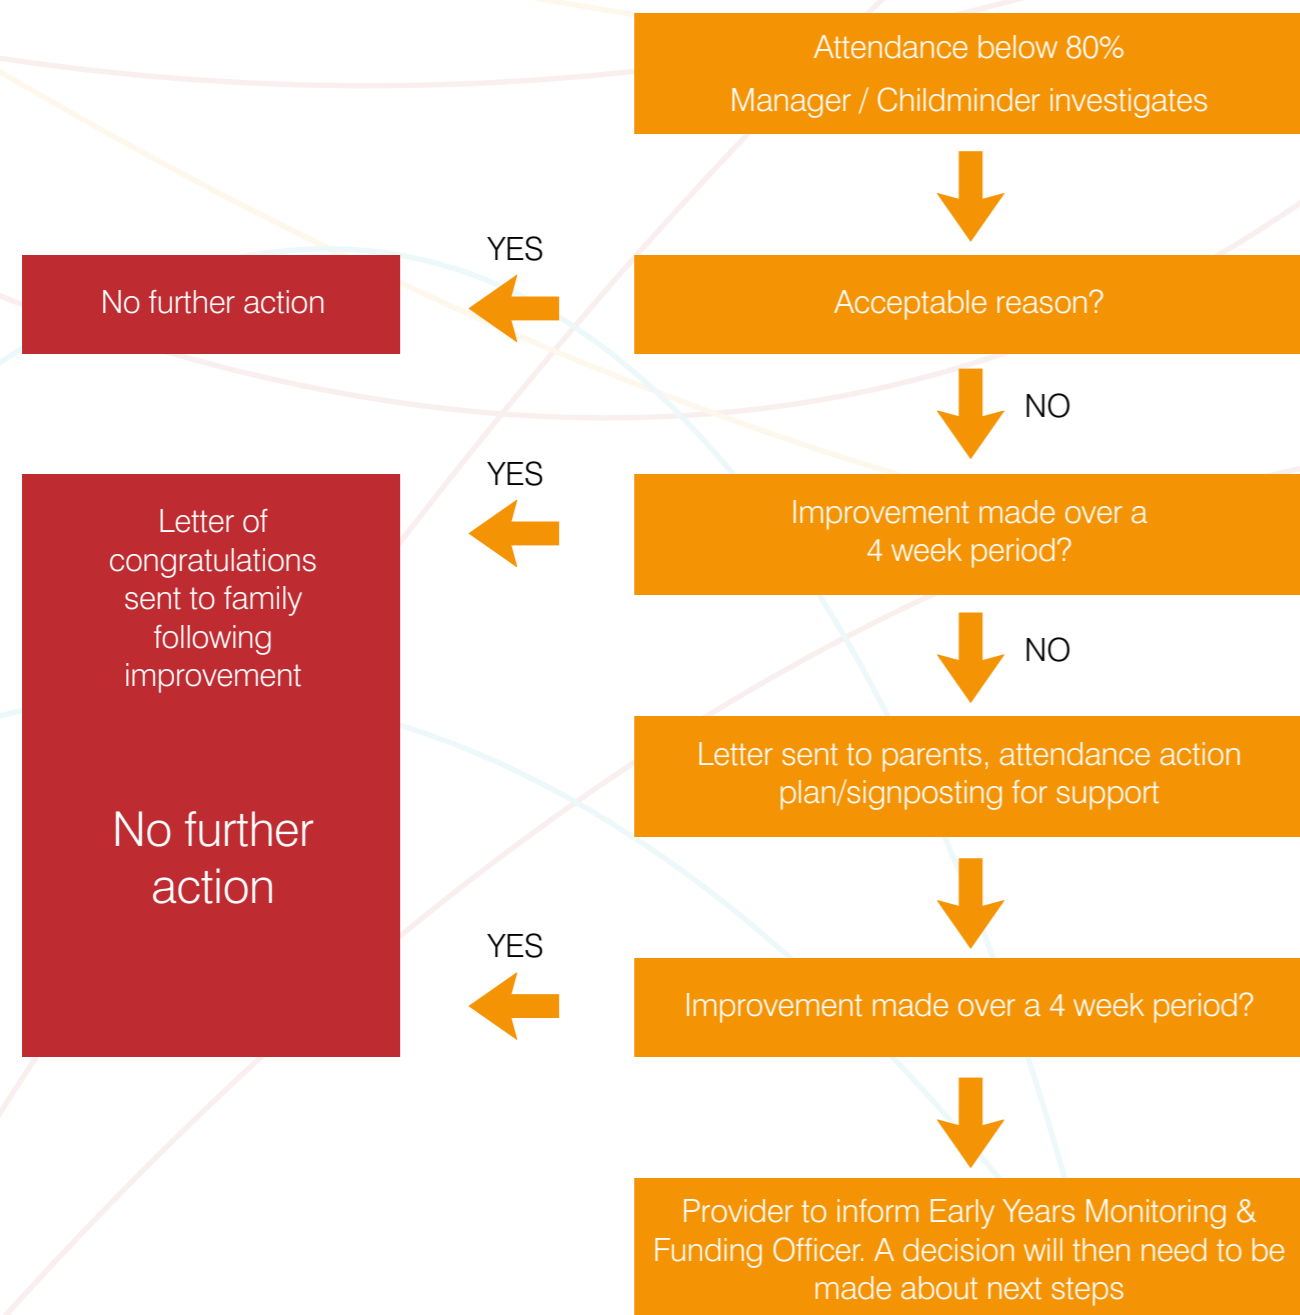 Attendance below 80%
Manager / Childminder investigates
YES
No further action
Acceptable reason?
NO
YES
Letter of
congratulations
sent to family
following
improvement
No further
action
Improvement made over a
4 week period?
NO
Letter sent to parents, attendance action
plan/signposting for support
YES
Improvement made over a 4 week period?
Provider to inform Early Years Monitoring &
Funding Officer. A decision will then need to be
made about next steps